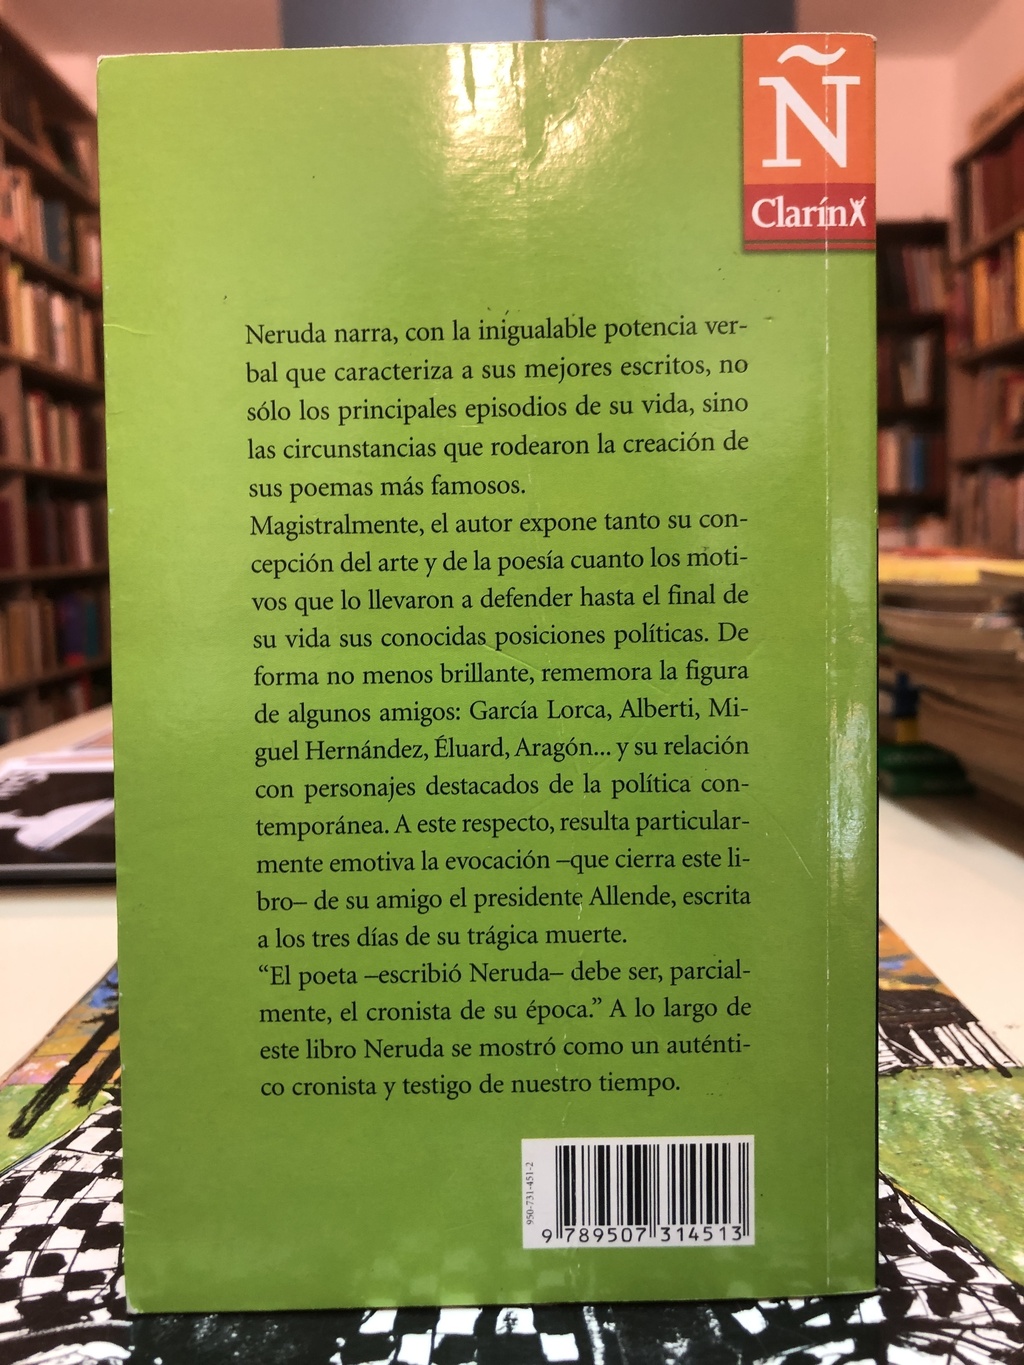 Ñ
Clarín
Neruda narra, con la inigualable potencia ver-
bal que caracteriza a sus mejores escritos, no
sólo los principales episodios de su vida, sino
las circunstancias que rodearon la creación de
sus poemas más famosos.
Magistralmente, el autor expone tanto su con-
cepción del arte y de la poesía cuanto los moti-
vos que lo llevaron a defender hasta el final de
su vida sus conocidas posiciones políticas. De
forma no menos brillante, rememora la figura
de algunos amigos: García Lorca, Alberti, Mi-
guel Hernández, Éluard, Aragón... y su relación
con personajes destacados de la política con-
temporánea. A este respecto, resulta particular-
mente emotiva la evocación –que cierra este li-
bro– de su amigo el presidente Allende, escrita
a los tres días de su trágica muerte.
“El poeta –escribió Neruda– debe ser, parcial-
mente, el cronista de su época.” A lo largo de
este libro Neruda se mostró como un auténti-
co cronista y testigo de nuestro tiempo.
950-731-451-2
9 789507 314513